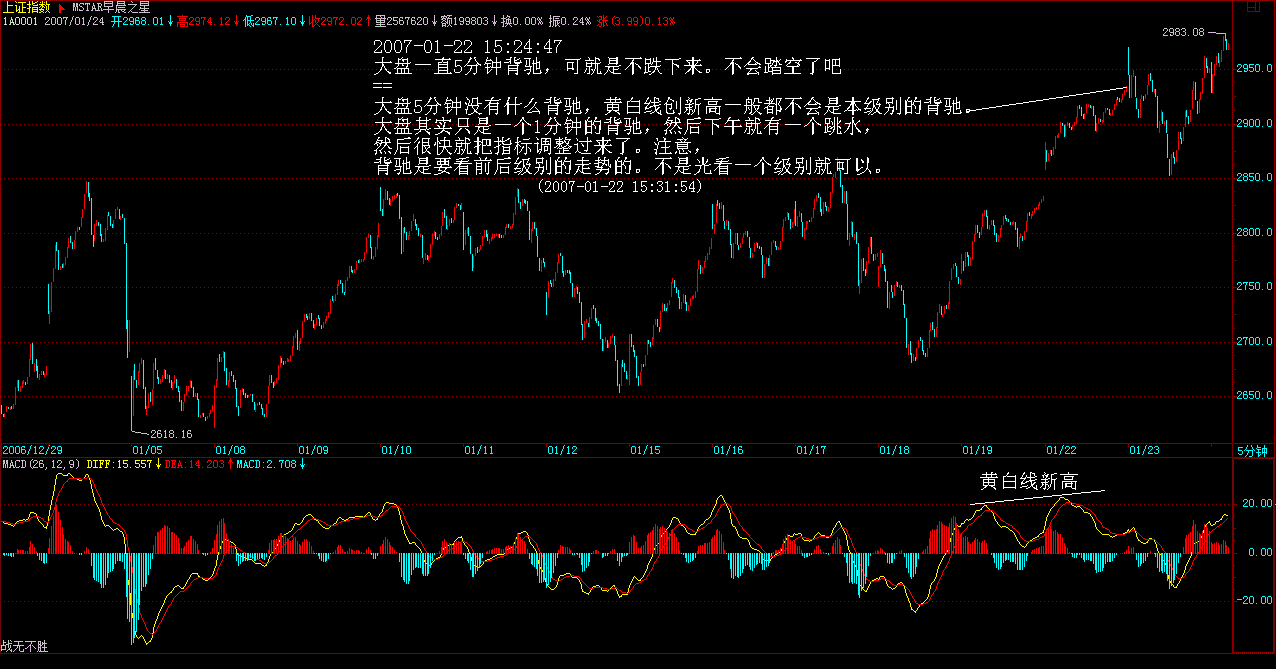 上证指数 MSTAR早晨之星
1A0001 2007/01/24 开2968.01↓高2974.12↓低2967.10↓收2972.02↑量2567620↓额199803↓换0.00% 振0.24% 涨(3.99)0.13%
2983.08
2007-01-22 15:24:47
大盘一直5分钟背驰，可就是不跌下来。不会踏空了吧
==
大盘5分钟没有什么背驰，黄白线创新高一般都不会是本级别的背驰。
大盘其实只是一个1分钟的背驰，然后下午就有一个跳水，
然后很快就把指标调整过来了。注意，
背驰是要看前后级别的走势的。不是光看一个级别就可以。
(2007-01-22 15:31:54)
2950.0
2900.0
2850.0
2800.0
2750.0
2700.0
2650.0
2618.16
2006/12/29 01/05 01/08 01/09 01/10 01/11 01/12 01/15 01/16 01/17 01/18 01/19 01/22 01/23 5分钟
MACD(26,12,9) DIFF:15.557↓DEA:14.203↑MACD:2.708↓
黄白线新高
20.00
0.00
-20.00
战无不胜